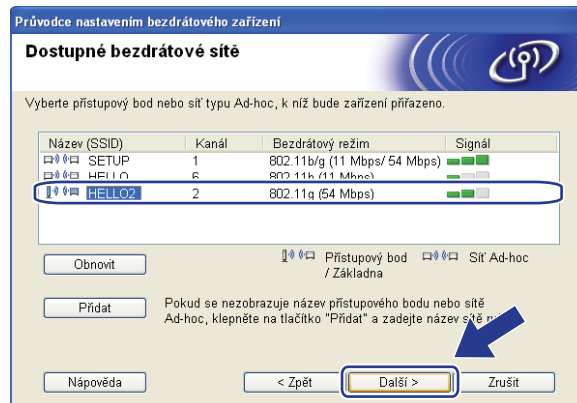 Průvodce nastavením bezdrátového zařízení
Dostupné bezdrátové sítě
Vyberte přístupový bod nebo síť typu Ad-hoc, k níž bude zařízení přiřazeno.
Název (SSID) Kanál Bezdrátový režim Signál
SETUP 1 802.11b/g (11 Mbps/ 54 Mbps)
HELLO 6 802.11b (11 Mbps)
HELLO2 2 802.11g (54 Mbps)
Obnovit
Přístupový bod / Základna
Síť Ad-hoc
Přidat
Pokud se nezobrazuje název přístupového bodu nebo sítě
Ad-hoc, klepněte na tlačítko "Přidat" a zadejte název sítě
Nápověda
< Zpět
Další >
Zrušit